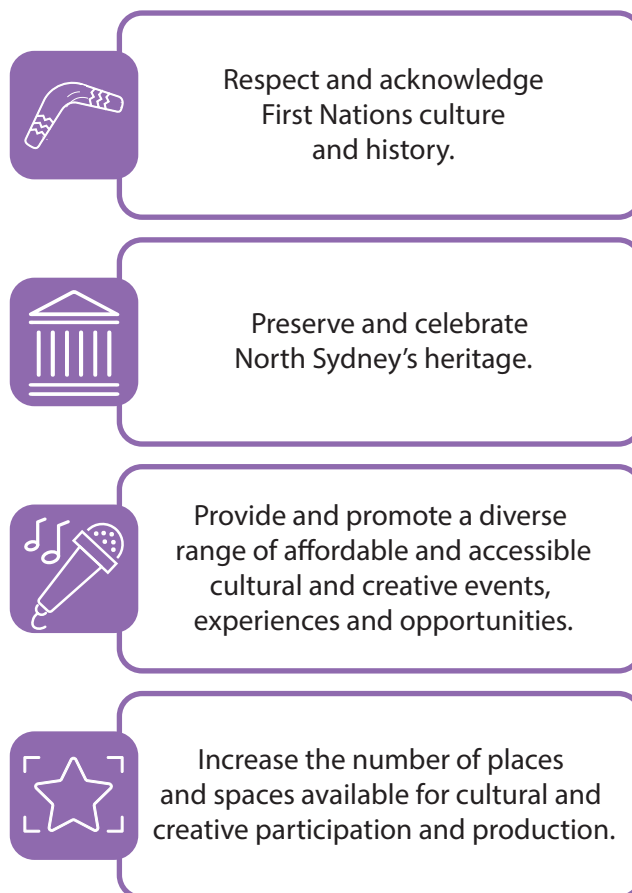 Respect and acknowledge
First Nations culture
and history.
Preserve and celebrate
North Sydney’s heritage.
Provide and promote a diverse
range of affordable and accessible
cultural and creative events,
experiences and opportunities.
Increase the number of places
and spaces available for cultural and
creative participation and production.